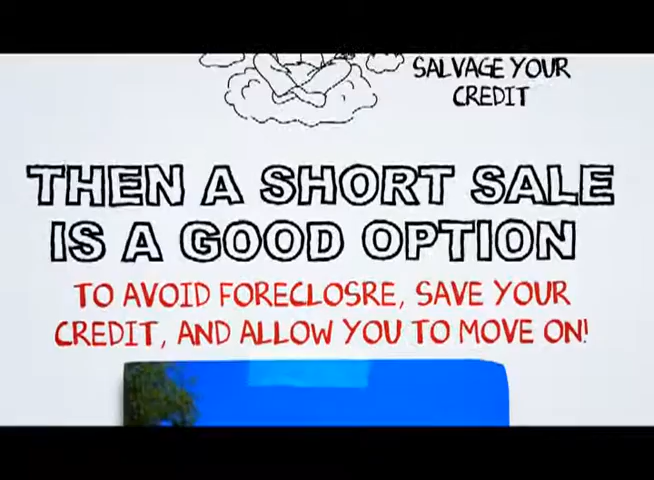 SALVAGE YOUR
CREDIT
THEN A SHORT SALE
IS A GOOD OPTION
TO AVOID FORECLOSRE, SAVE YOUR
CREDIT, AND ALLOW YOU TO MOVE ON!